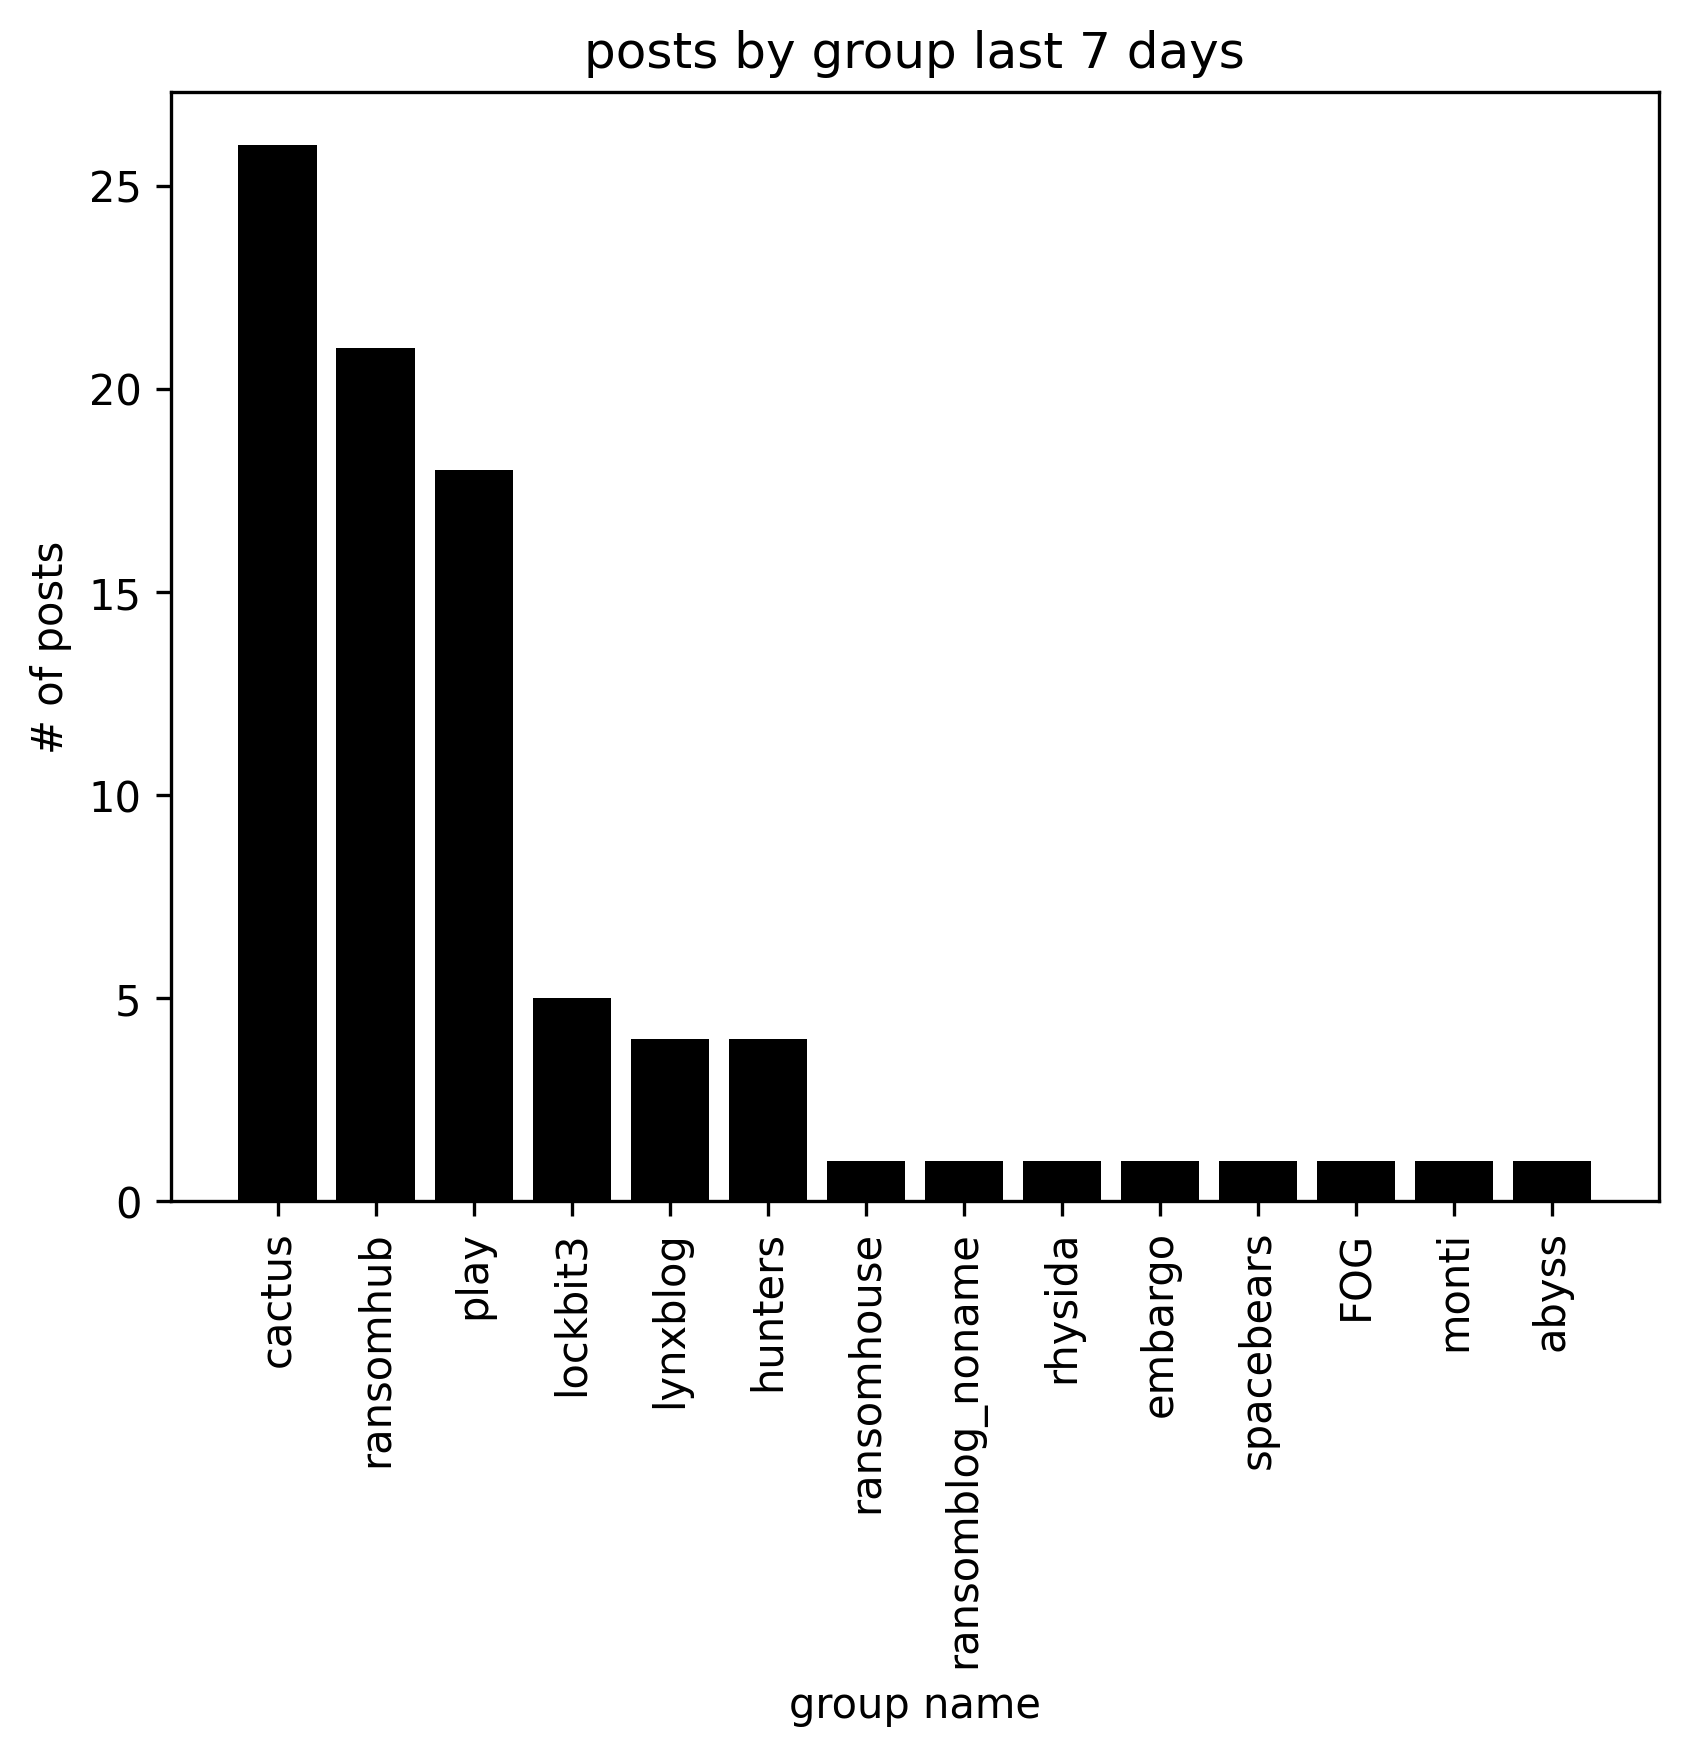 posts by group last 7 days
# of posts
25
20
15
10
5
0
cactus
ransomhub
play
lockbit3
lynxblog
hunters
ransomhouse
ransomblog_noname
rhysida
embargo
spacebears
FOG
monti
abyss
group name